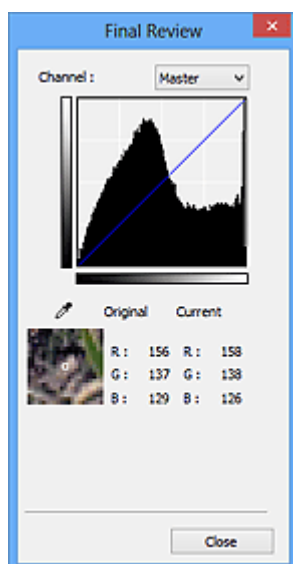 Final Review
Channel : Master
Original Current
R : 156 R : 158
G : 137 G : 138
B : 129 B : 126
Close